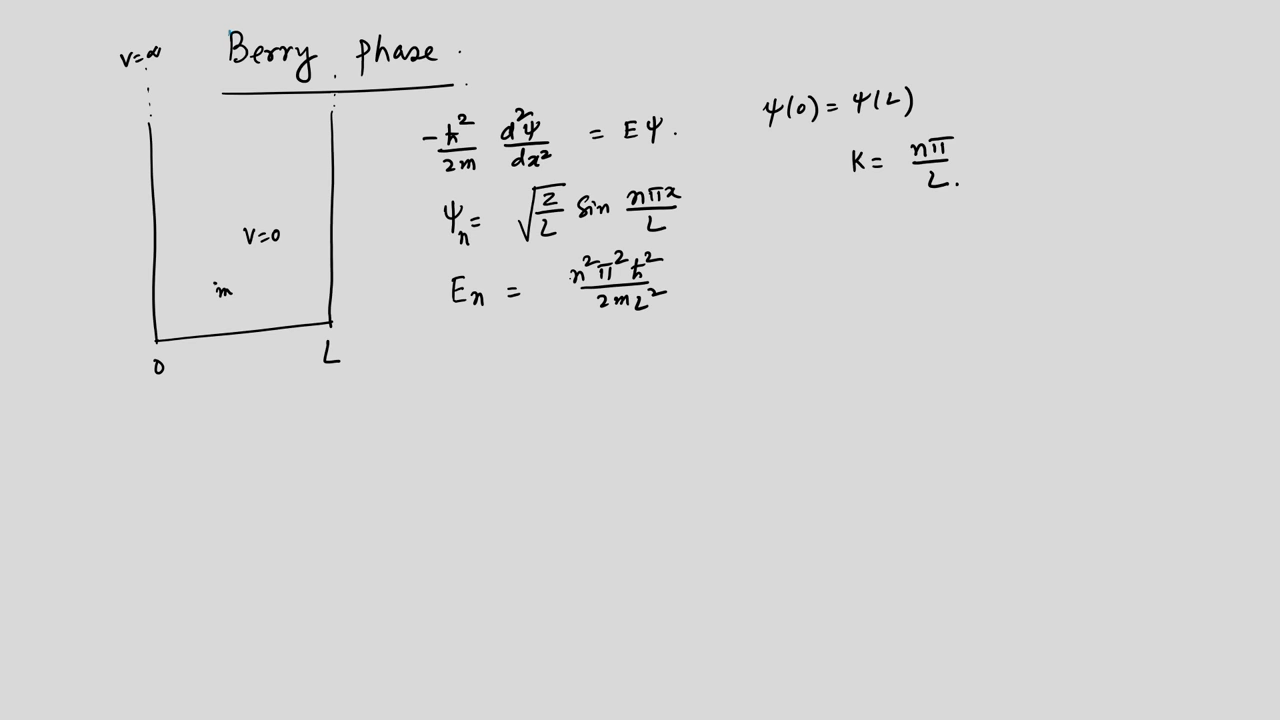 V=∞
Berry phase.
-ℏ²/2m d²ψ/dx² = Eψ.
ψ(0) = ψ(L)
K = nπ/L.
ψn = √(2/L) Sin nπx/L
V=0
En = n²π²ℏ²/2mL²
m
0
L